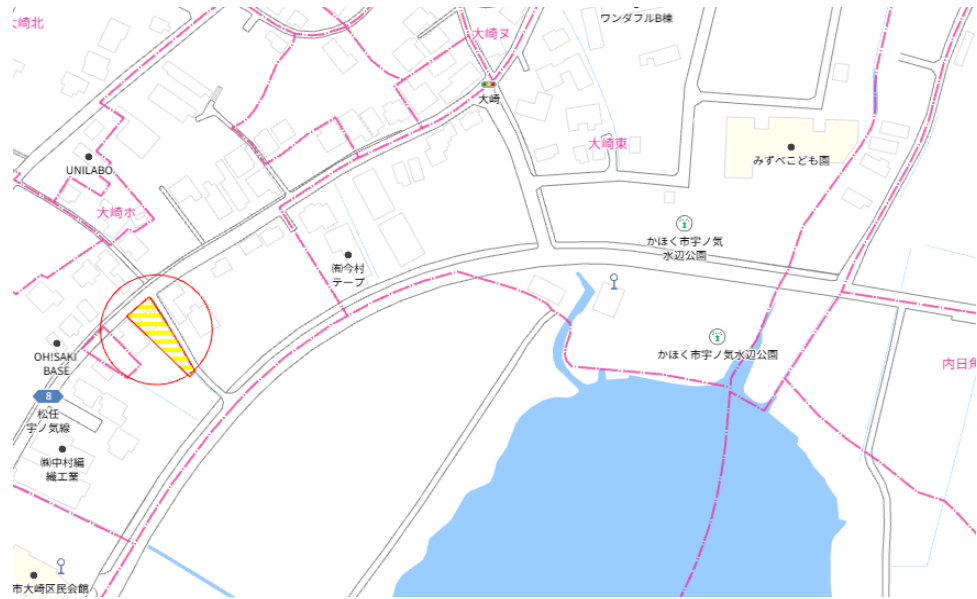 大崎北
ワンダフルB棟
大崎ヌ
大崎
大崎東
みずべこども園
UNILABO
大崎ホ
かほく市宇ノ気
水辺公園
㈲今村
テープ
かほく市宇ノ気水辺公園
OH!SAKI
BASE
内日角
8
松任
宇ノ気線
㈱中村編
織工業
市大崎区民会館